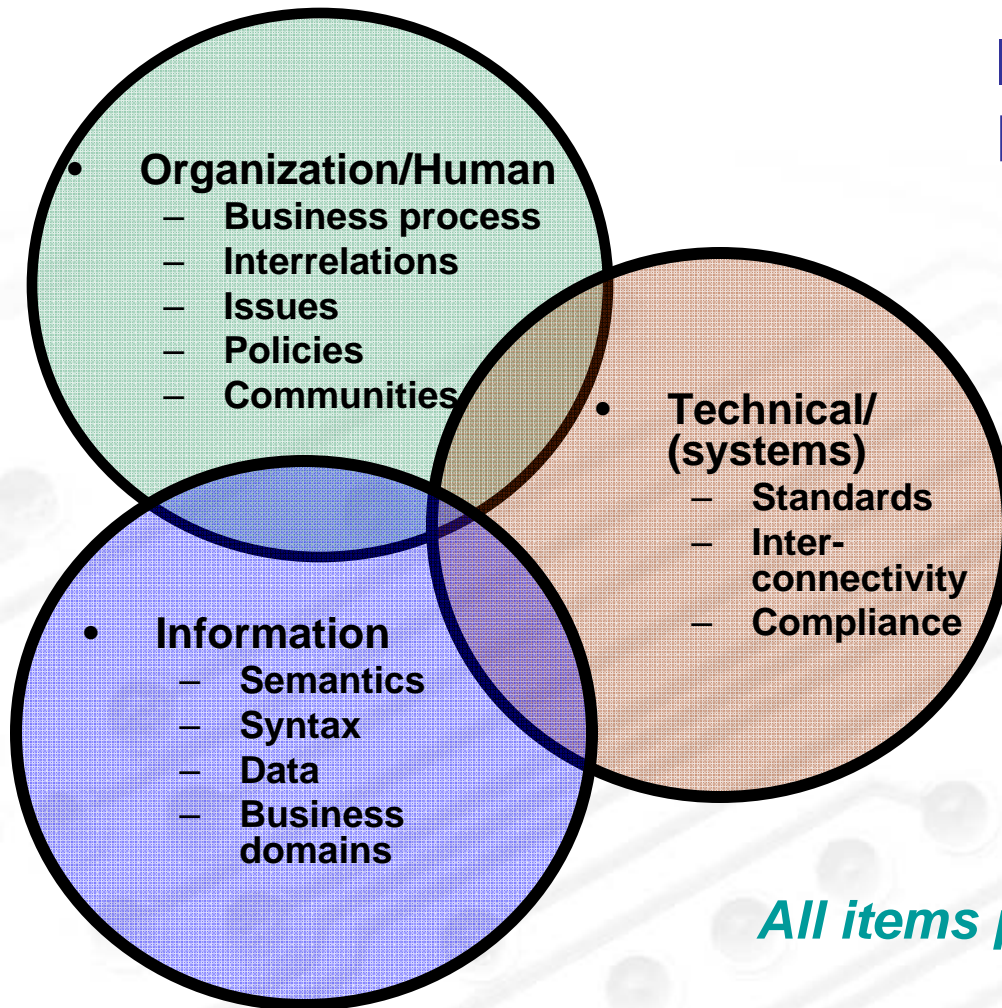 • Organization/Human
– Business process
– Interrelations
– Issues
– Policies
– Communities
• Technical/
(systems)
– Standards
– Inter-
connectivity
– Compliance
• Information
– Semantics
– Syntax
– Data
– Business
domains
All items